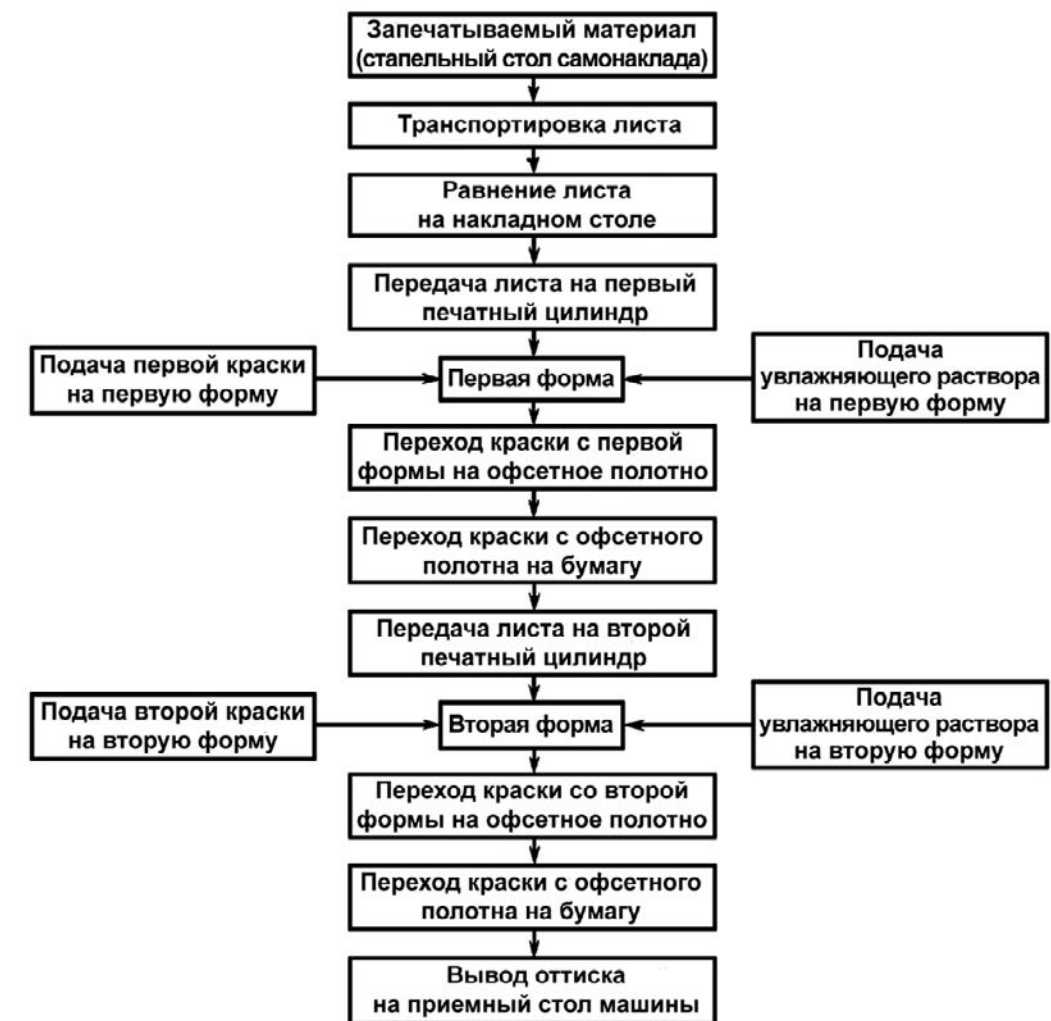 Запечатываемый материал
(стапельный стол самонаклада)
Транспортировка листа
Равнение листа
на накладном столе
Передача листа на первый
печатный цилиндр
Подача первой краски
на первую форму
Первая форма
Подача
увлажняющего раствора
на первую форму
Переход краски с первой
формы на офсетное полотно
Переход краски с офсетного
полотна на бумагу
Передача листа на второй
печатный цилиндр
Подача второй краски
на вторую форму
Вторая форма
Подача
увлажняющего раствора
на вторую форму
Переход краски со второй
формы на офсетное полотно
Переход краски с офсетного
полотна на бумагу
Вывод оттиска
на приемный стол машины